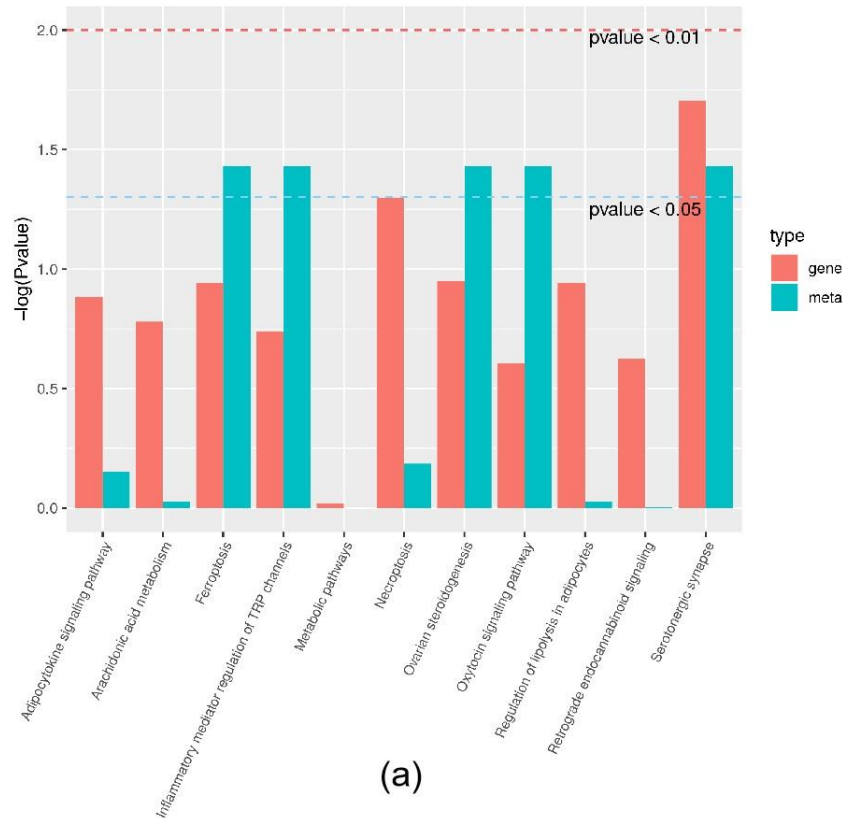 2.0
pvalue < 0.01
1.5
pvalue < 0.05
1.0
0.5
0.0
-log(Pvalue)
type
gene
meta
Adipocytokine signaling pathway
Arachidonic acid metabolism
Ferroptosis
Inflammatory mediator regulation of TRP channels
Metabolic pathways
Necroptosis
Ovarian steroidogenesis
Oxytocin signaling pathway
Regulation of lipolysis in adipocytes
Retrograde endocannabinoid signaling
Serotonergic synapse
(a)